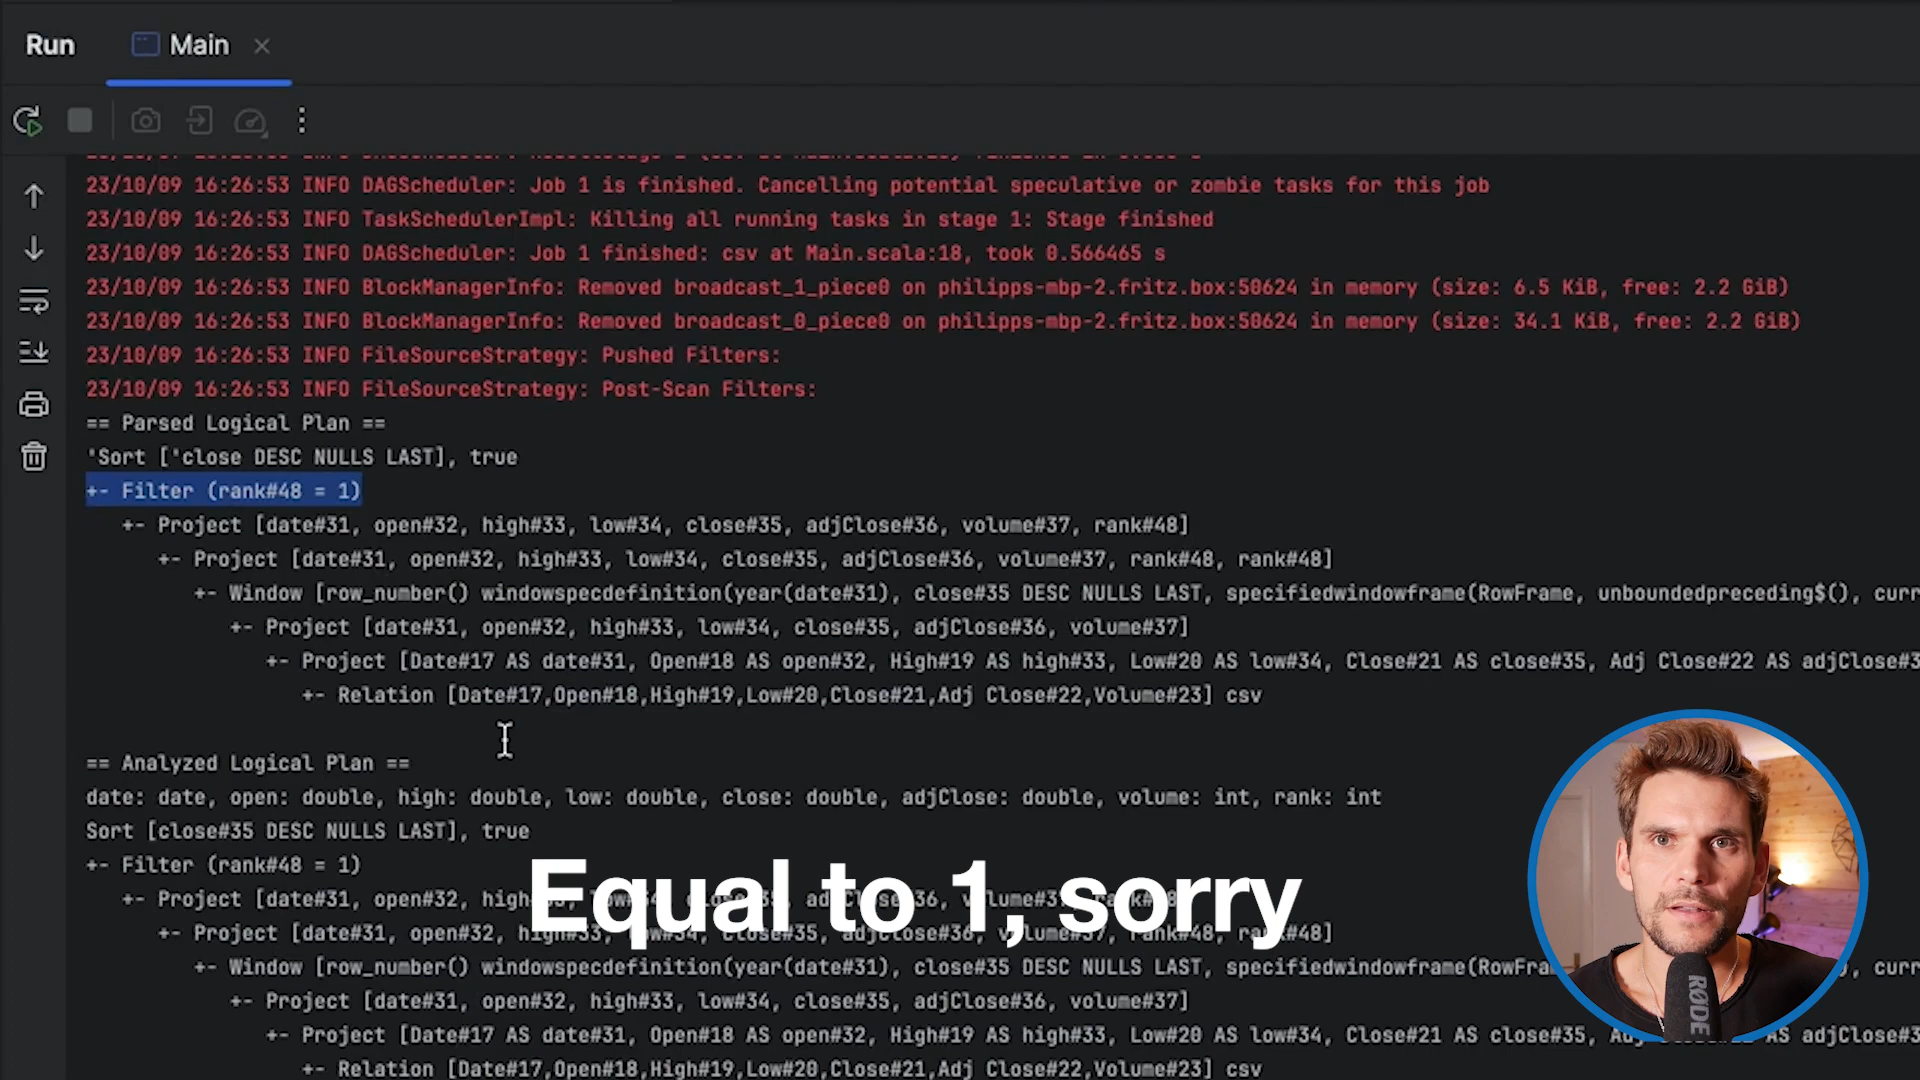 Run Main
23/10/09 16:26:53 INFO DAGScheduler: Job 1 is finished. Cancelling potential speculative or zombie tasks for this job
23/10/09 16:26:53 INFO TaskSchedulerImpl: Killing all running tasks in stage 1: Stage finished
23/10/09 16:26:53 INFO DAGScheduler: Job 1 finished: csv at Main.scala:18, took 0.566465 s
23/10/09 16:26:53 INFO BlockManagerInfo: Removed broadcast_1_piece0 on philipps-mbp-2.fritz.box:50624 in memory (size: 6.5 KiB, free: 2.2 GiB)
23/10/09 16:26:53 INFO BlockManagerInfo: Removed broadcast_0_piece0 on philipps-mbp-2.fritz.box:50624 in memory (size: 34.1 KiB, free: 2.2 GiB)
23/10/09 16:26:53 INFO FileSourceStrategy: Pushed Filters:
23/10/09 16:26:53 INFO FileSourceStrategy: Post-Scan Filters:
== Parsed Logical Plan ==
'Sort ['close DESC NULLS LAST], true
+- Filter (rank#48 = 1)
+- Project [date#31, open#32, high#33, low#34, close#35, adjClose#36, volume#37, rank#48]
+- Project [date#31, open#32, high#33, low#34, close#35, adjClose#36, volume#37, rank#48, rank#48]
+- Window [row_number() windowspecdefinition(year(date#31), close#35 DESC NULLS LAST, specifiedwindowframe(RowFrame, unboundedpreceding$(), curr
+- Project [date#31, open#32, high#33, low#34, close#35, adjClose#36, volume#37]
+- Project [Date#17 AS date#31, Open#18 AS open#32, High#19 AS high#33, Low#20 AS low#34, Close#21 AS close#35, Adj Close#22 AS adjClose#3
+- Relation [Date#17,Open#18,High#19,Low#20,Close#21,Adj Close#22,Volume#23] csv
== Analyzed Logical Plan ==
date: date, open: double, high: double, low: double, close: double, adjClose: double, volume: int, rank: int
Sort [close#35 DESC NULLS LAST], true
+- Filter (rank#48 = 1)
Equal to 1, sorry
+- Project [date#31, open#32,
+- Project [date#31, open#32, high#33, low#34, close#35, adjClose#36, volume#37, rank#48, rank#48]
+- Window [row_number() windowspecdefinition(year(date#31), close#35 DESC NULLS LAST, specifiedwindowframe(RowFra curr
+- Project [date#31, open#32, high#33, low#34, close#35, adjClose#36, volume#37]
+- Project [Date#17 AS date#31, Open#18 AS open#32, High#19 AS high#33, Low#20 AS low#34, Close#21 AS close#35, AS adjClose#3
+- Relation [Date#17,Open#18,High#19,Low#20,Close#21,Adj Close#22,Volume#23] csv
RØDE